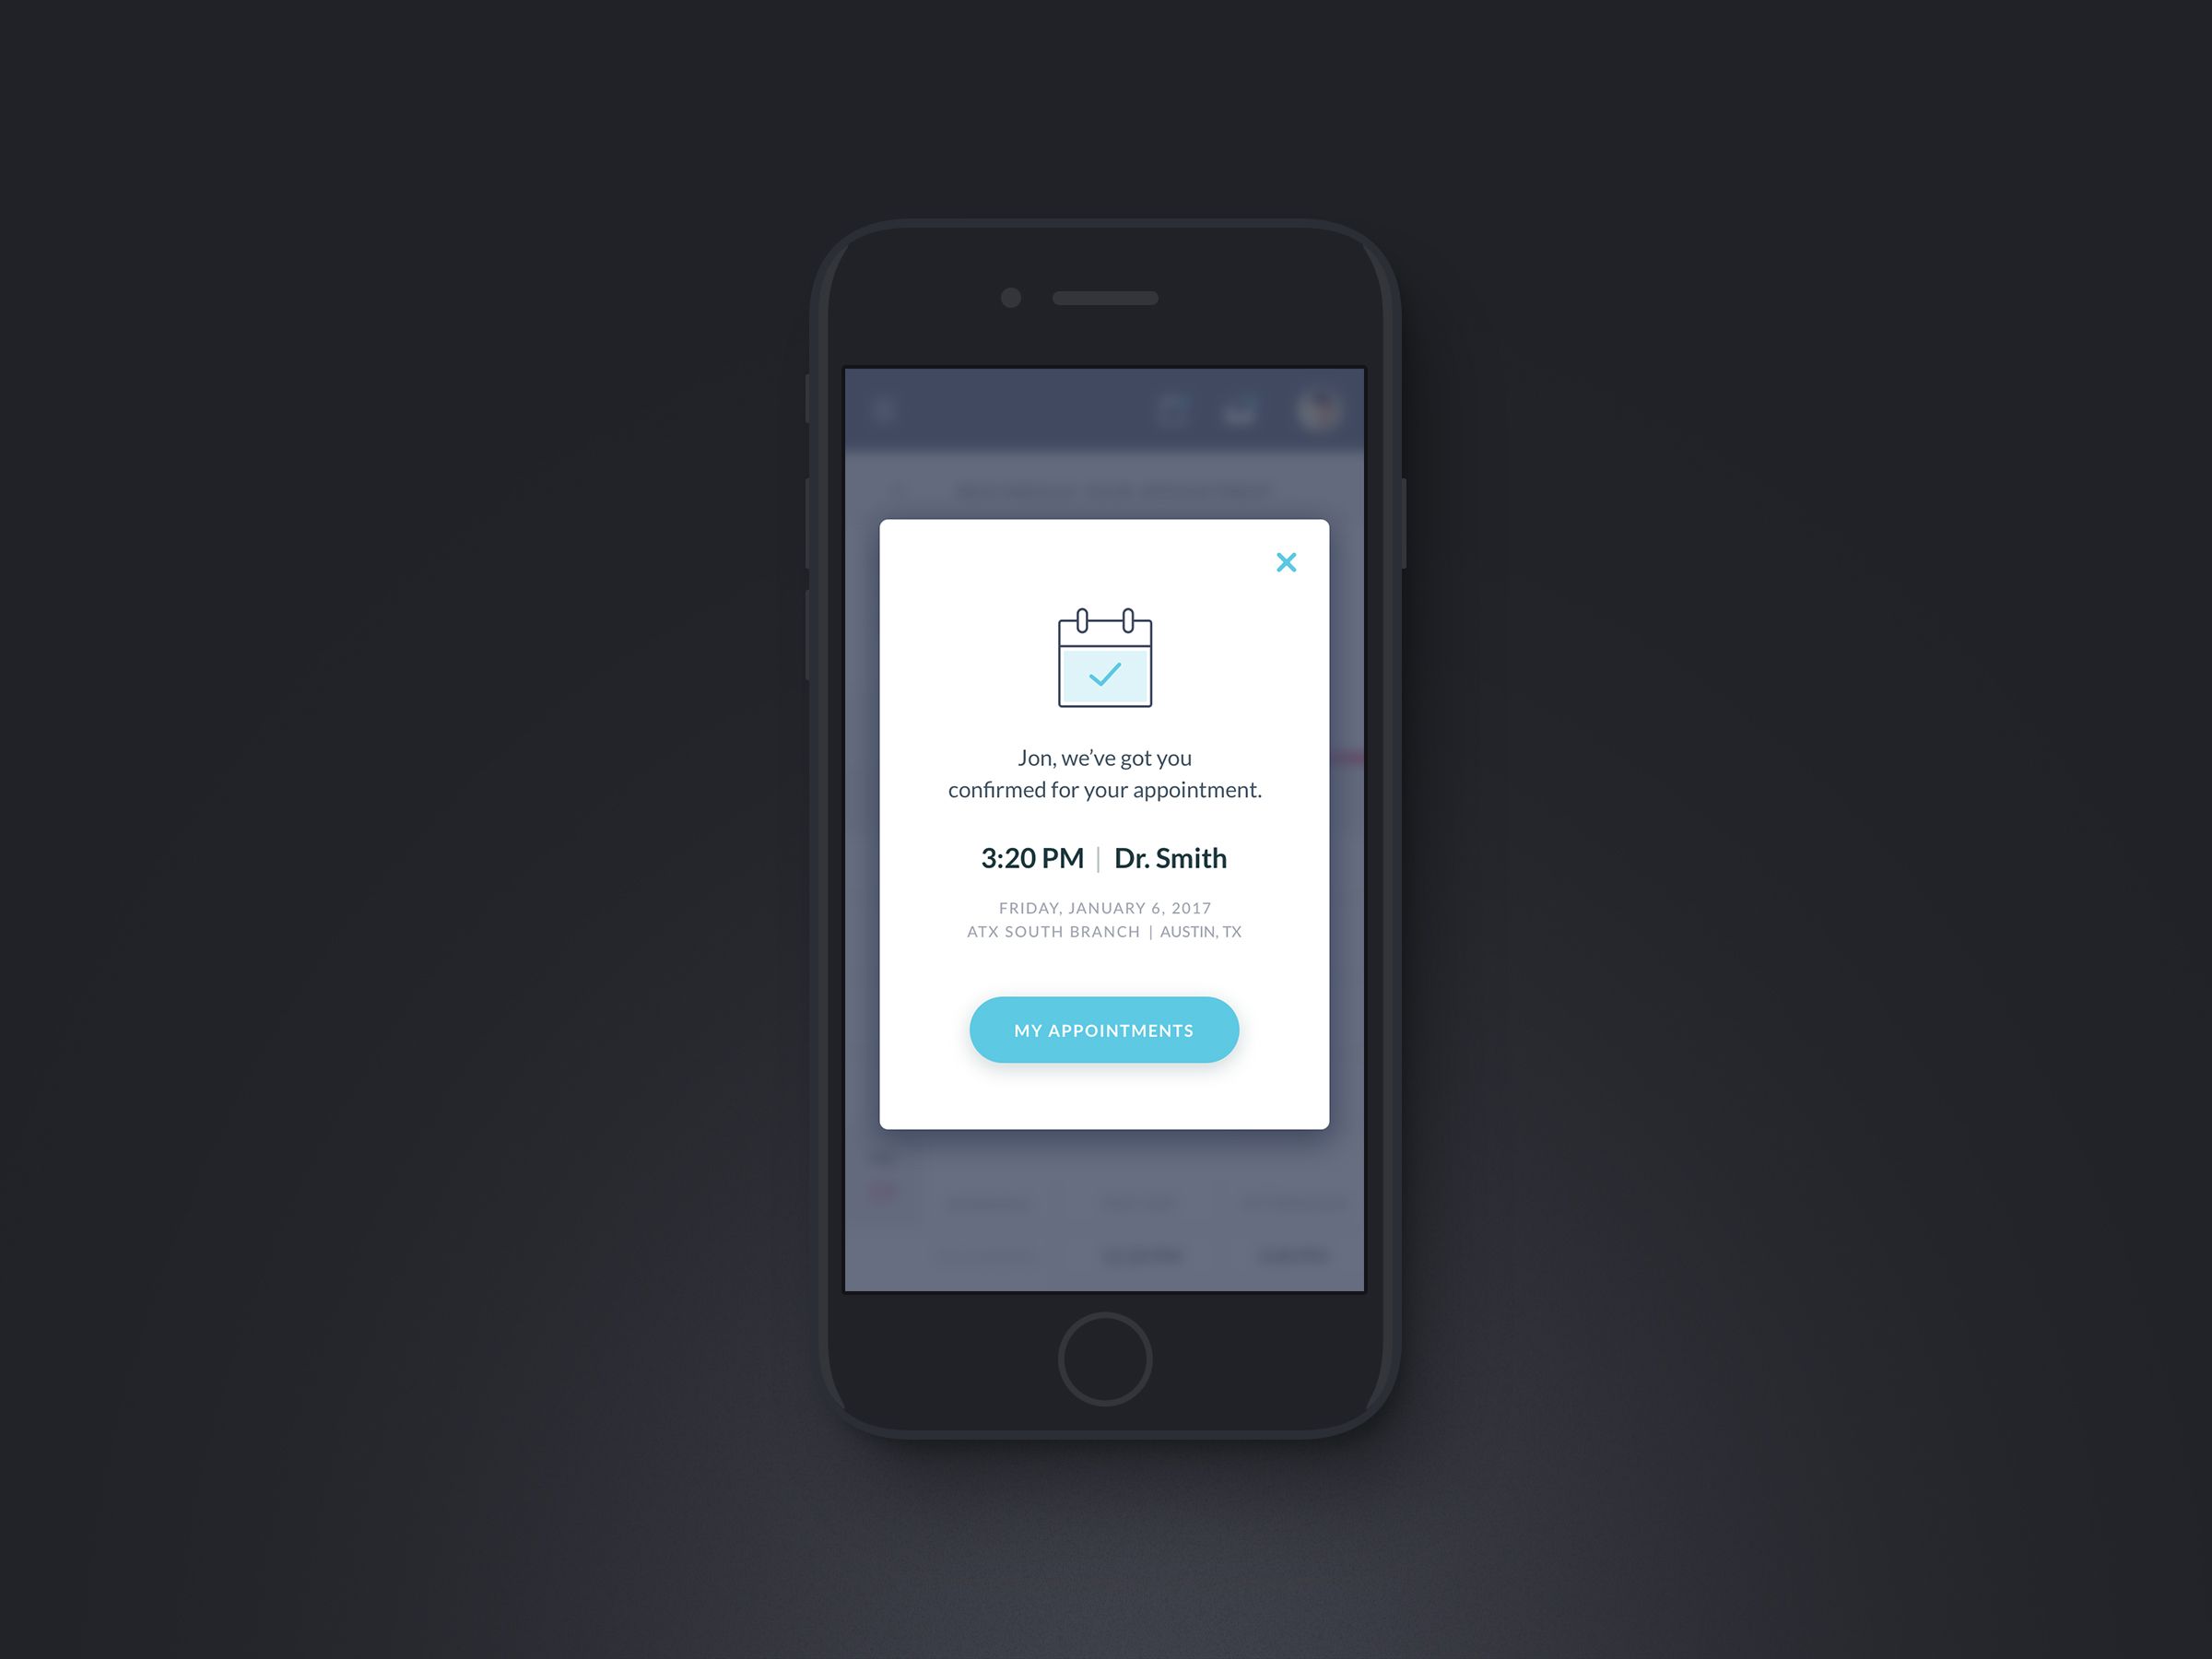 Jon, we’ve got you
confirmed for your appointment.
3:20 PM | Dr. Smith
FRIDAY, JANUARY 6, 2017
ATX SOUTH BRANCH | AUSTIN, TX
MY APPOINTMENTS